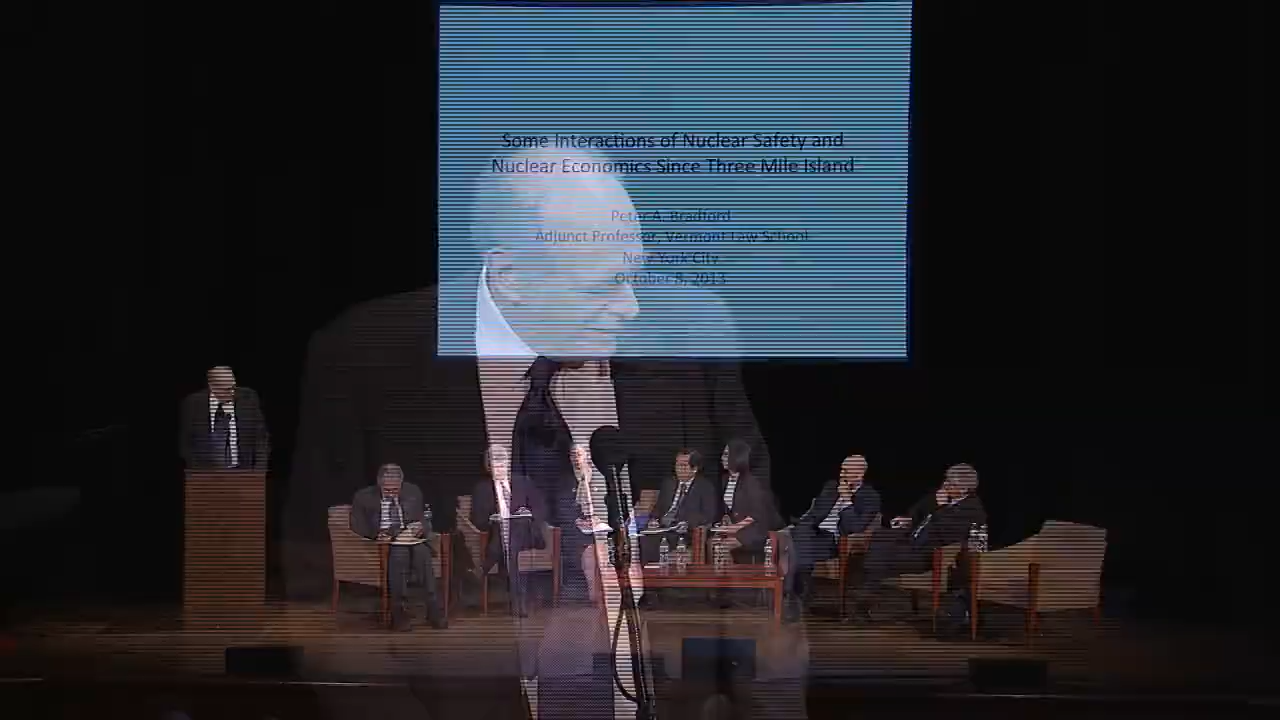 Some Interactions of Nuclear Safety and
Nuclear Economics Since Three Mile Island
Peter A. Bradford
Adjunct Professor, Vermont Law School
New York City
October 8, 2013